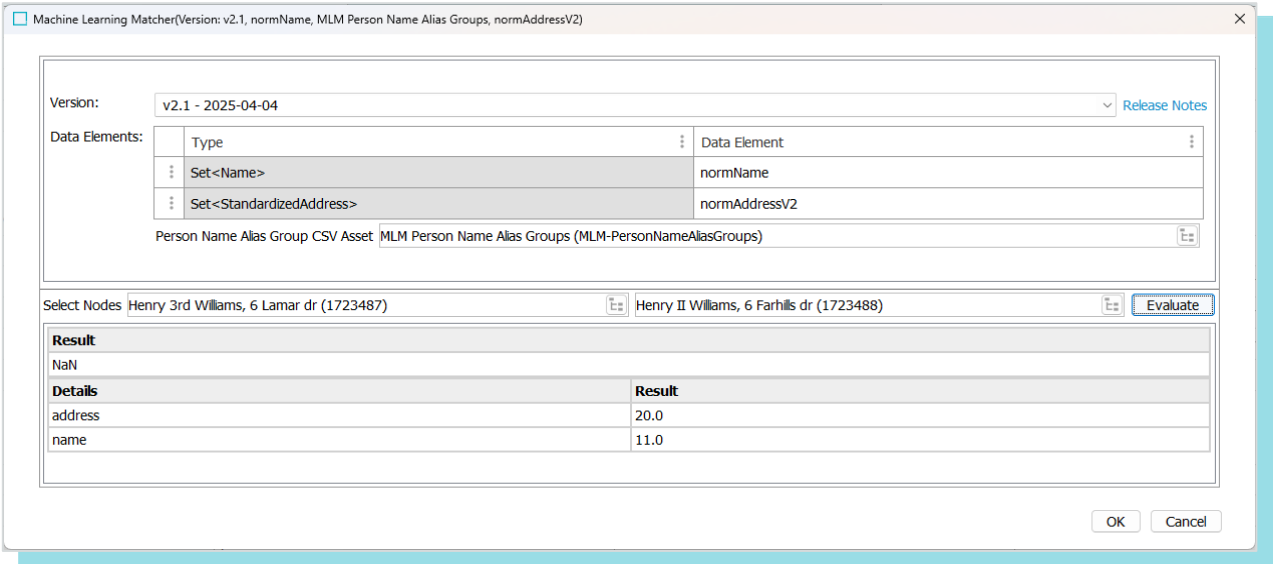 Machine Learning Matcher(Version: v2.1, normName, MLM Person Name Alias Groups, normAddressV2)
Version: v2.1 - 2025-04-04 Release Notes
Data Elements: Type Data Element
Set<Name> normName
Set<StandardizedAddress> normAddressV2
Person Name Alias Group CSV Asset MLM Person Name Alias Groups (MLM-PersonNameAliasGroups)
Select Nodes Henry 3rd Williams, 6 Lamar dr (1723487) Henry II Williams, 6 Farhills dr (1723488) Evaluate
Result
NaN
Details Result
address 20.0
name 11.0
OK Cancel